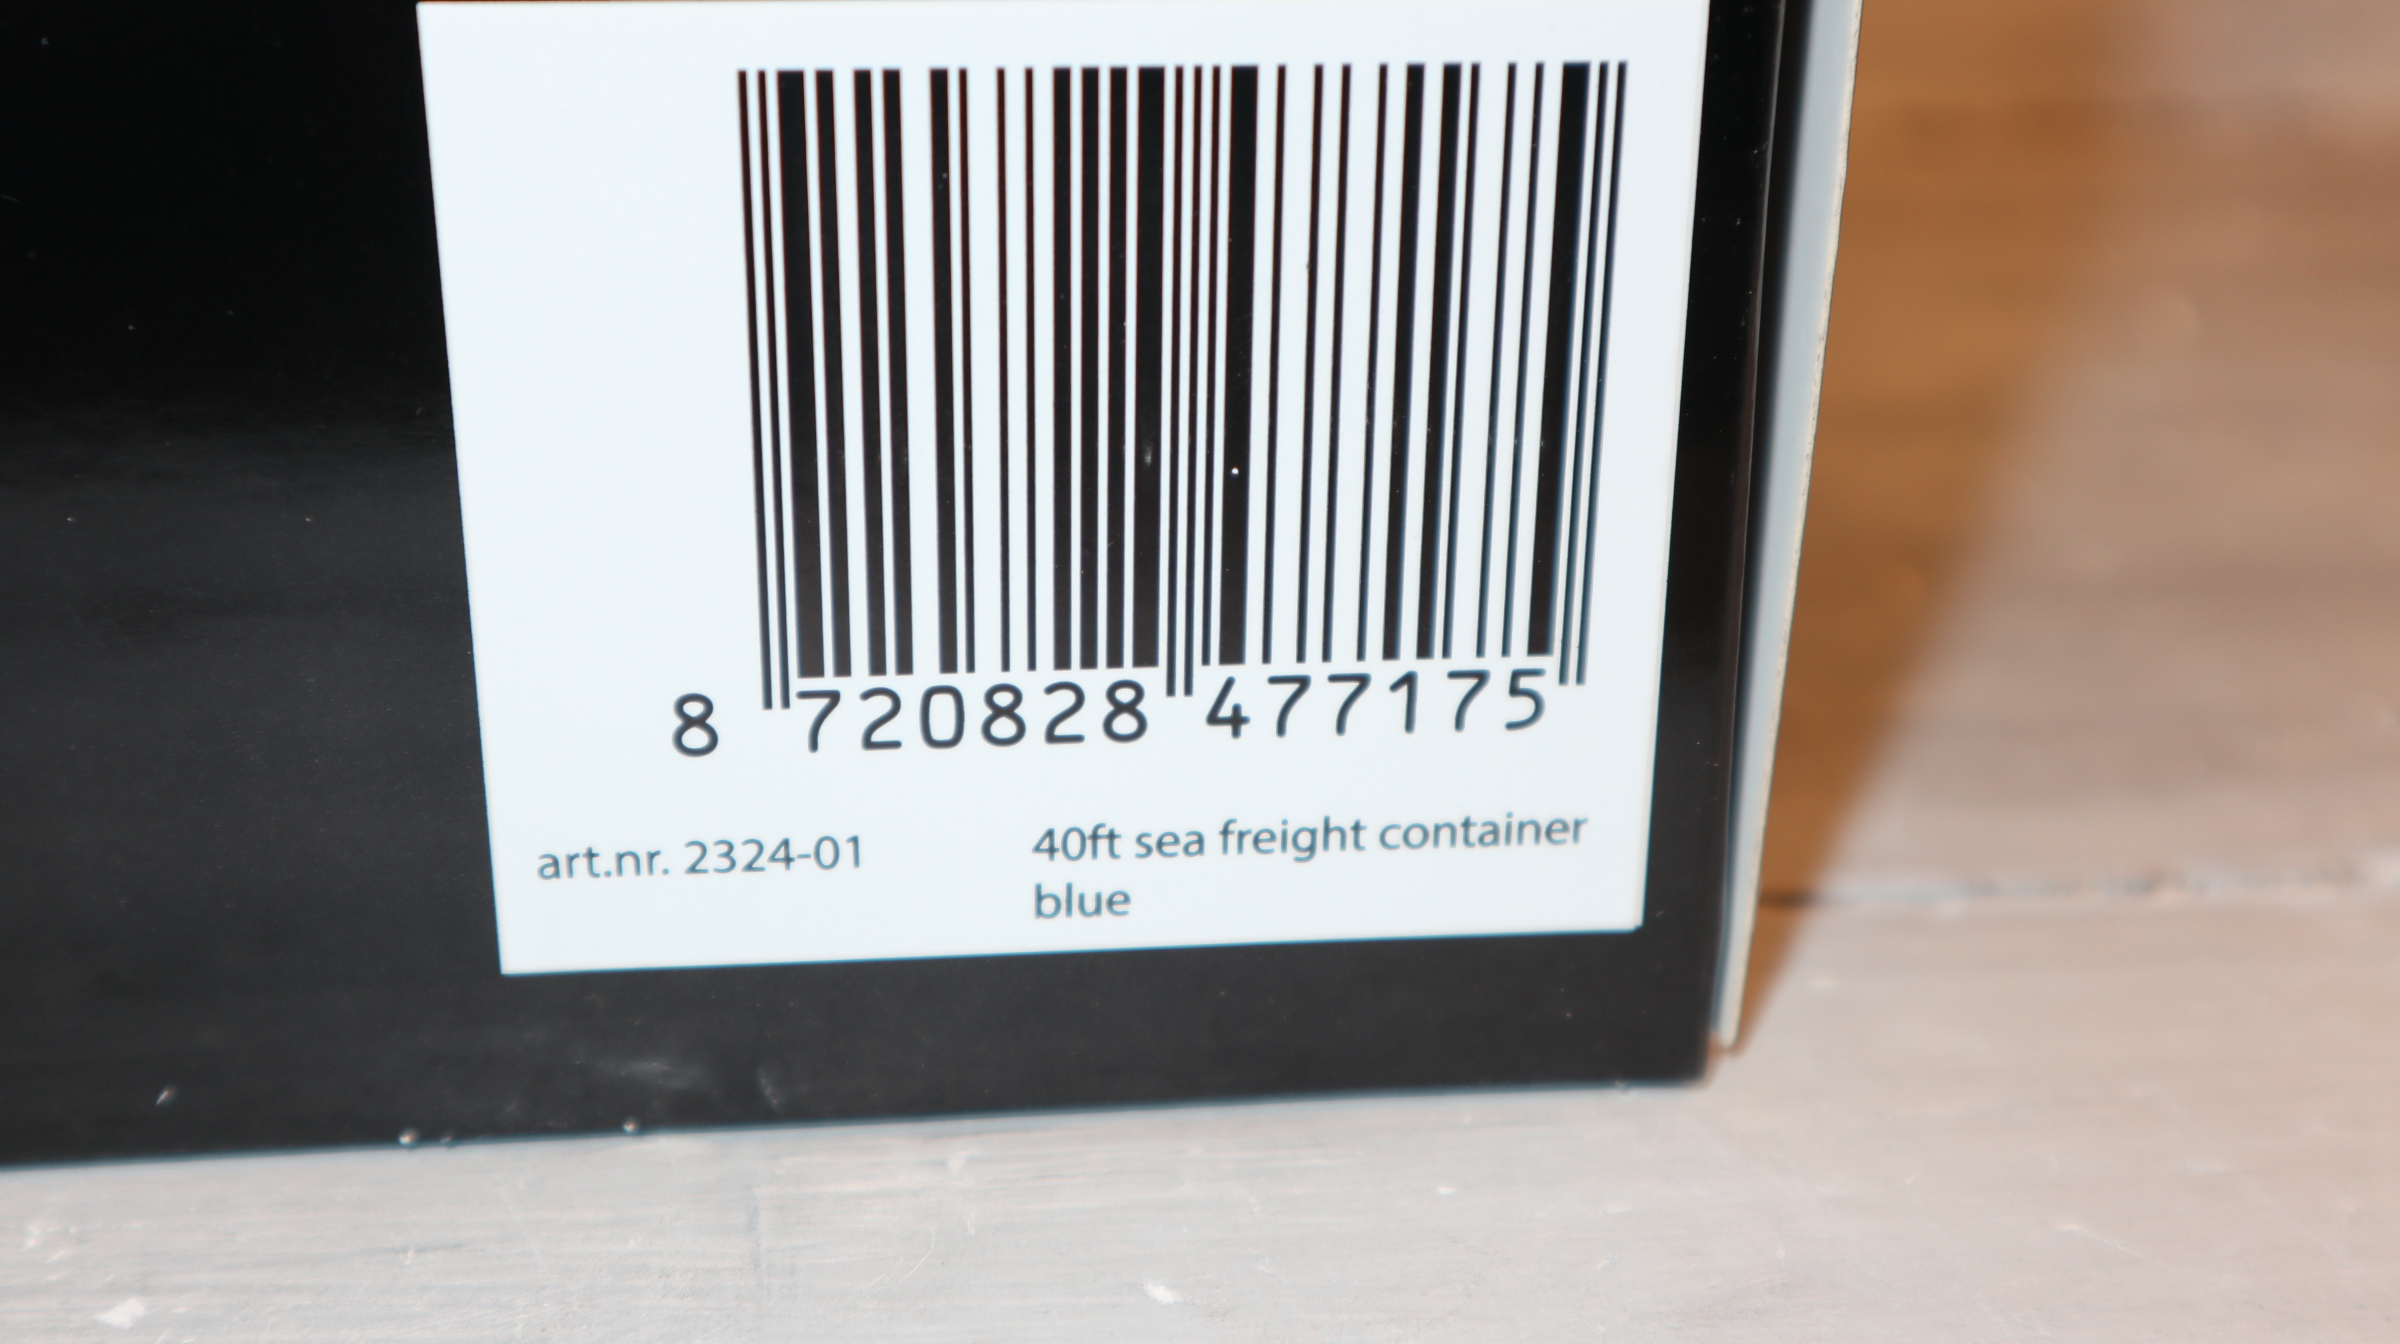 8 720828 477175
art.nr. 2324-01 40ft sea freight container
blue